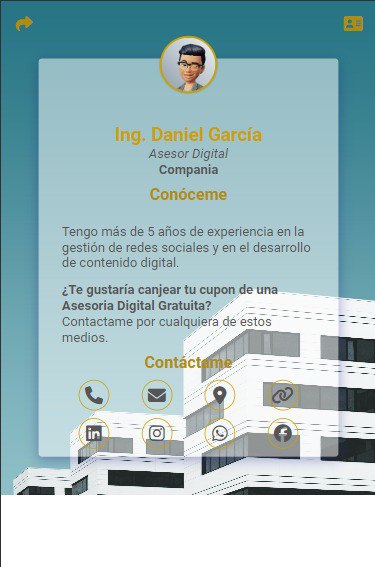 Ing. Daniel García
Asesor Digital
Compania
Conóceme
Tengo más de 5 años de experiencia en la
gestión de redes sociales y en el desarrollo
de contenido digital.
¿Te gustaría canjear tu cupon de una
Asesoria Digital Gratuita?
Contactame por cualquiera de estos
medios.
Contáctame